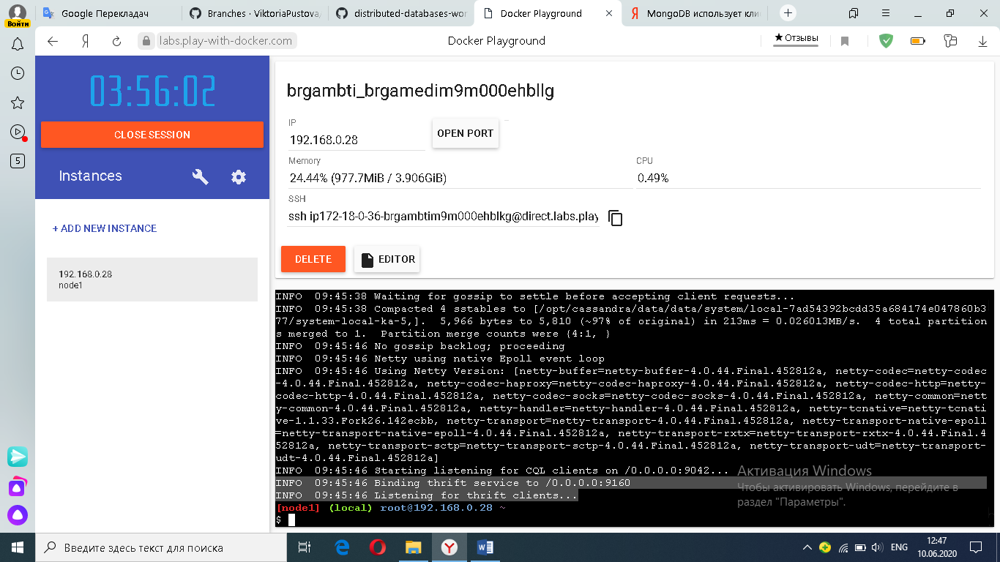 Войти
Google Перекладач
Branches · ViktoriaPustova
distributed-databases-wor
Docker Playground
MongoDB использует кли
labs.play-with-docker.com
Docker Playground
★ Отзывы
5
03:56:02
CLOSE SESSION
Instances
+ ADD NEW INSTANCE
192.168.0.28
node1
brgambti_brgamedim9m000ehbllg
IP
192.168.0.28
OPEN PORT
Memory
24.44% (977.7MiB / 3.906GiB)
CPU
0.49%
SSH
ssh ip172-18-0-36-brgambtim9m000ehblkg@direct.labs.play
DELETE
EDITOR
INFO  09:45:38 Waiting for gossip to settle before accepting client requests...
INFO  09:45:38 Compacted 4 sstables to [/opt/cassandra/data/data/system/local-7ad54392bcdd35a684174e047860b3
77/system-local-ka-5,].  5,966 bytes to 5,810 (~97% of original) in 213ms = 0.026013MB/s.  4 total partition
s merged to 1.  Partition merge counts were {4:1, }
INFO  09:45:46 No gossip backlog; proceeding
INFO  09:45:46 Netty using native Epoll event loop
INFO  09:45:46 Using Netty Version: [netty-buffer=netty-buffer-4.0.44.Final.452812a, netty-codec=netty-codec
-4.0.44.Final.452812a, netty-codec-haproxy=netty-codec-haproxy-4.0.44.Final.452812a, netty-codec-http=netty-
codec-http-4.0.44.Final.452812a, netty-codec-socks=netty-codec-socks-4.0.44.Final.452812a, netty-common=nett
y-common-4.0.44.Final.452812a, netty-handler=netty-handler-4.0.44.Final.452812a, netty-tcnative=netty-tcnati
ve-1.1.33.Fork26.142ecbb, netty-transport=netty-transport-4.0.44.Final.452812a, netty-transport-native-epoll
=netty-transport-native-epoll-4.0.44.Final.452812a, netty-transport-rxtx=netty-transport-rxtx-4.0.44.Final.4
52812a, netty-transport-sctp=netty-transport-sctp-4.0.44.Final.452812a, netty-transport-udt=netty-transport-
udt-4.0.44.Final.452812a]
INFO  09:45:46 Starting listening for CQL clients on /0.0.0.0:9042...
INFO  09:45:46 Binding thrift service to /0.0.0.0:9160
INFO  09:45:46 Listening for thrift clients...
[node1] (local) root@192.168.0.28 ~
$
Активация Windows
Чтобы активировать Windows, перейдите в
раздел "Параметры".
Введите здесь текст для поиска
ENG
12:47
10.06.2020